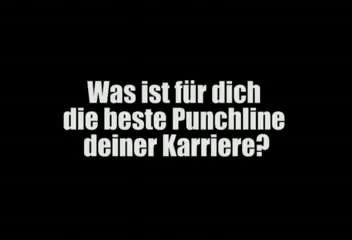 Was ist für dich
die beste Punchline
deiner Karriere?